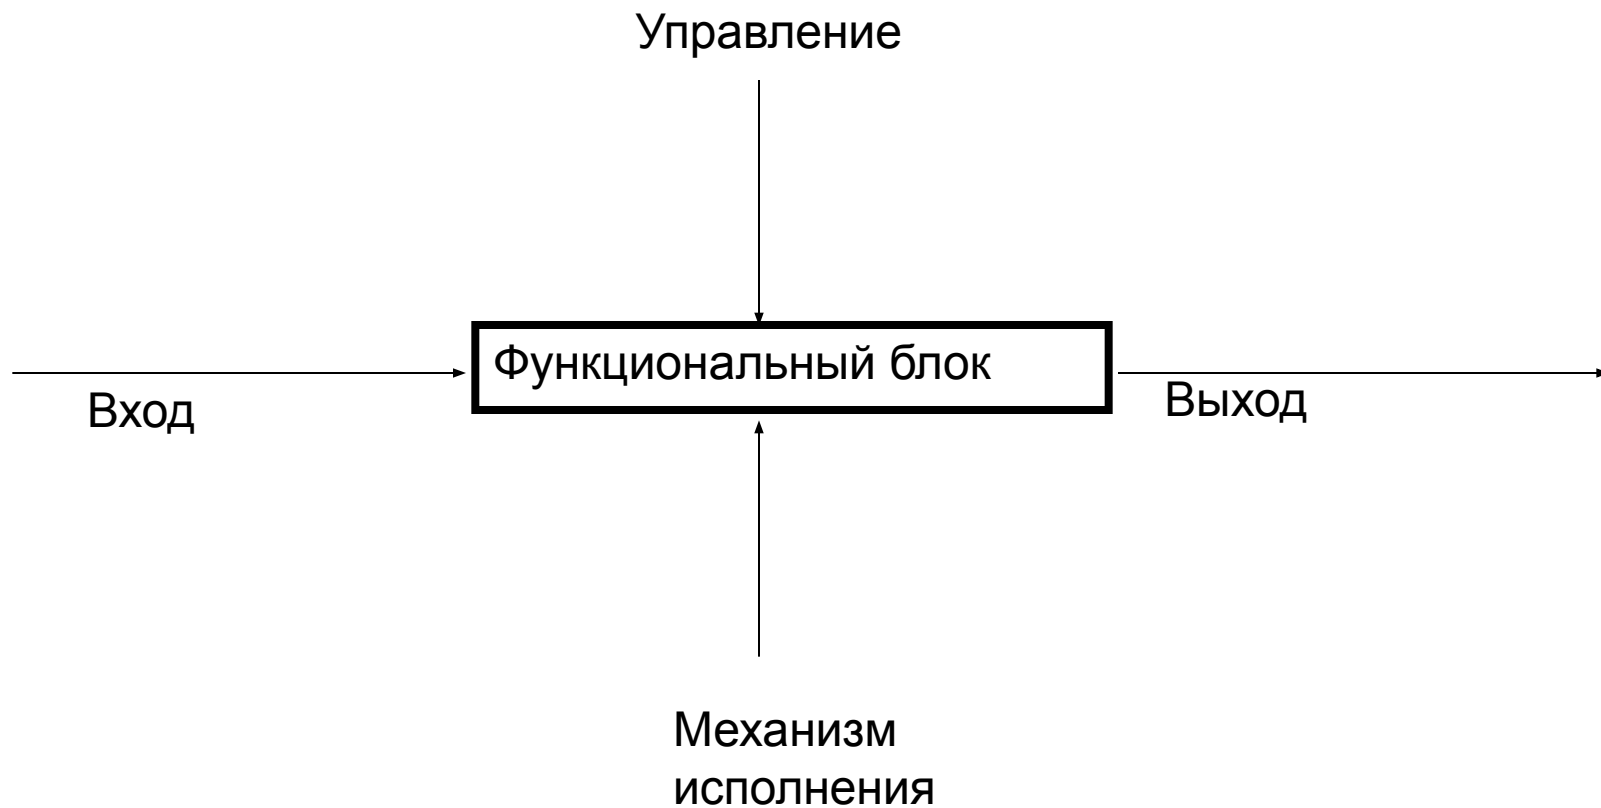 Управление
Функциональный блок
Вход
Выход
Механизм
исполнения